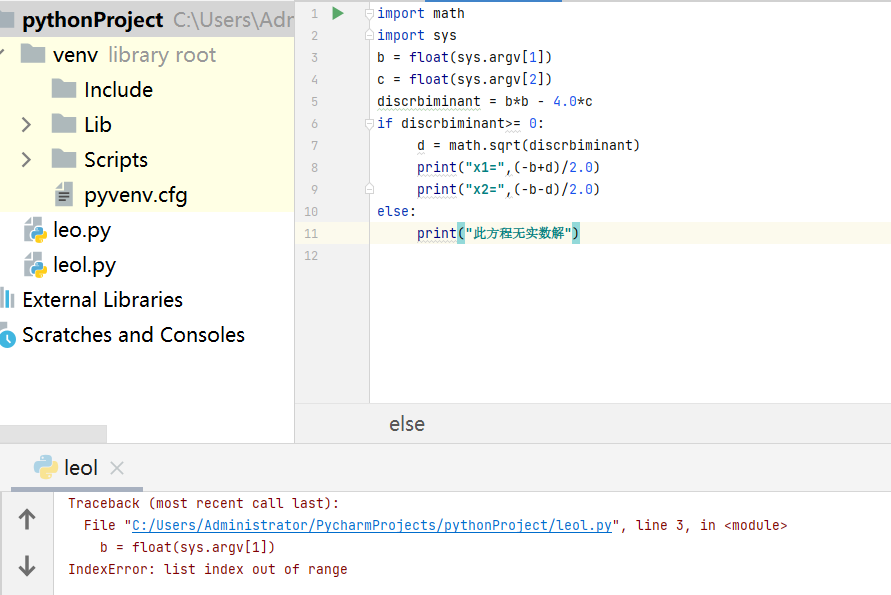 pythonProject C:\Users\Adr
venv library root
Include
Lib
Scripts
pyvenv.cfg
leo.py
leol.py
External Libraries
Scratches and Consoles
1 import math
2 import sys
3 b = float(sys.argv[1])
4 c = float(sys.argv[2])
5 discrbiminant = b*b - 4.0*c
6 if discrbiminant>= 0:
7 d = math.sqrt(discrbiminant)
8 print("x1=",(-b+d)/2.0)
9 print("x2=",(-b-d)/2.0)
10 else:
11 print("此方程无实数解")
12
else
leol
Traceback (most recent call last):
File "C:/Users/Administrator/PycharmProjects/pythonProject/leol.py", line 3, in <module>
b = float(sys.argv[1])
IndexError: list index out of range